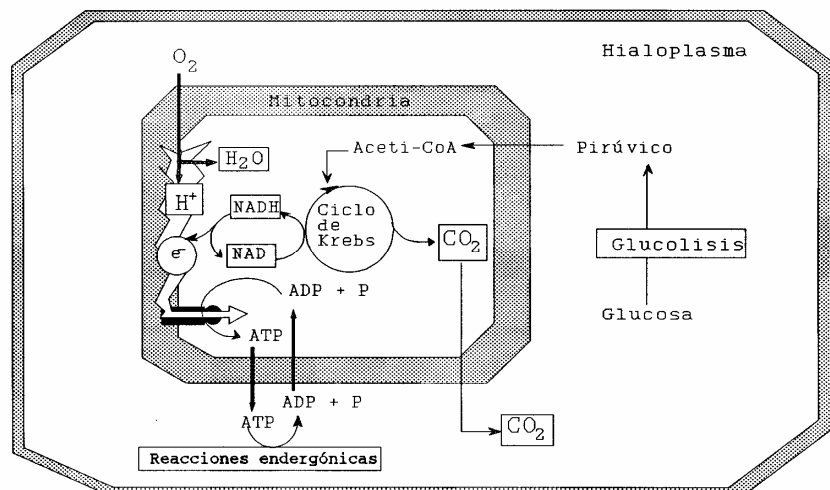 Hialoplasma
O2
Mitocondria
H2O
Aceti-CoA
Pirúvico
H+
NADH
Ciclo
de
Krebs
CO2
Glucolisis
e-
NAD
ADP + P
Glucosa
ATP
ADP + P
ATP
CO2
Reacciones endergónicas